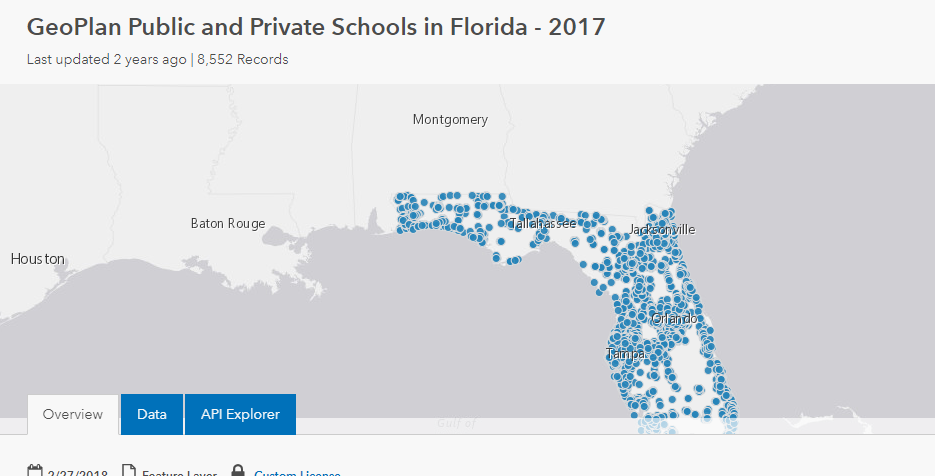 GeoPlan Public and Private Schools in Florida - 2017
Last updated 2 years ago | 8,552 Records
Montgomery
Baton Rouge
Tallahassee
Jacksonville
Houston
Orlando
Tampa
Overview
Data
API Explorer
Gulf of
2/27/2018
Feature Layer
Custom License